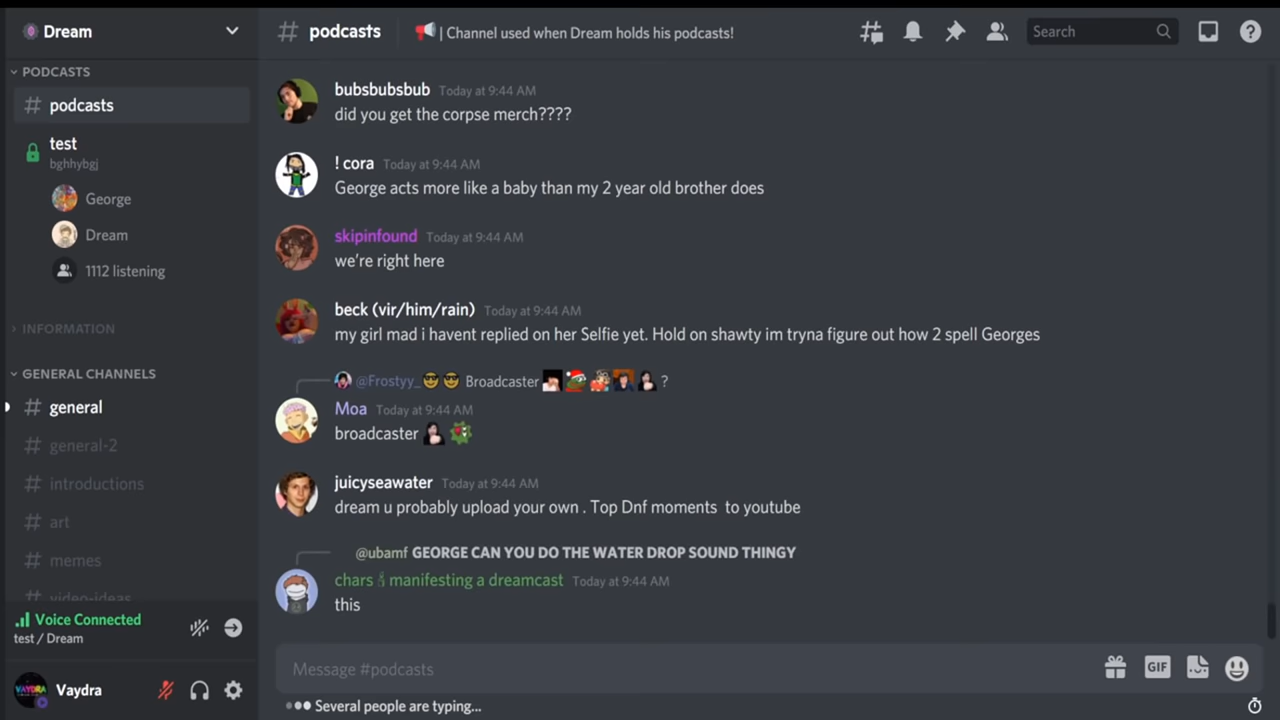 Dream
PODCASTS
podcasts
test
bghhybgj
George
Dream
1112 listening
INFORMATION
GENERAL CHANNELS
general
general-2
introductions
art
memes
video-ideas
Voice Connected
test / Dream
VAYDRA
Vaydra
podcasts
| Channel used when Dream holds his podcasts!
Search
bubsbubsbub Today at 9:44 AM
did you get the corpse merch????
! cora Today at 9:44 AM
George acts more like a baby than my 2 year old brother does
skipinfound Today at 9:44 AM
we're right here
beck (vir/him/rain) Today at 9:44 AM
my girl mad i havent replied on her Selfie yet. Hold on shawty im tryna figure out how 2 spell Georges
@Frostyy_😎😎 Broadcaster ?
Moa Today at 9:44 AM
broadcaster
juicyseawater Today at 9:44 AM
dream u probably upload your own . Top Dnf moments to youtube
@ubamf GEORGE CAN YOU DO THE WATER DROP SOUND THINGY
chars manifesting a dreamcast Today at 9:44 AM
this
Message #podcasts
GIF
Several people are typing...